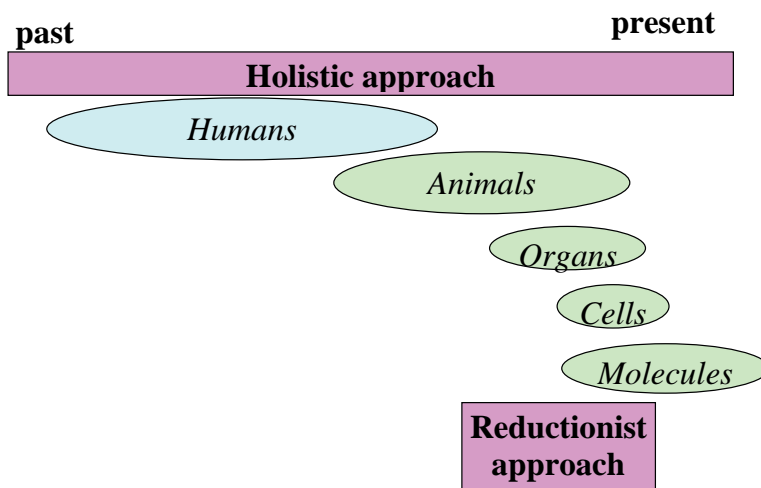 past
present
Holistic approach
Humans
Animals
Organs
Cells
Molecules
Reductionist
approach